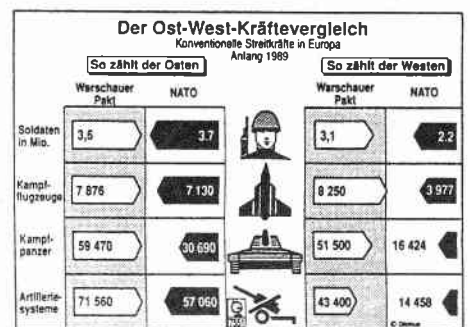 Der Ost-West-Kräftevergleich
Konventionelle Streitkräfte in Europa
Anfang 1989
So zählt der Osten
So zählt der Westen
Warschauer Pakt
NATO
Warschauer Pakt
NATO
Soldaten in Mio.
3,6
3.7
3,1
2.2
Kampf-flugzeuge
7 876
7 130
8 250
3 977
Kampf-panzer
59 470
30 690
51 500
16 424
Artillerie-systeme
71 560
57 060
43 400
14 458